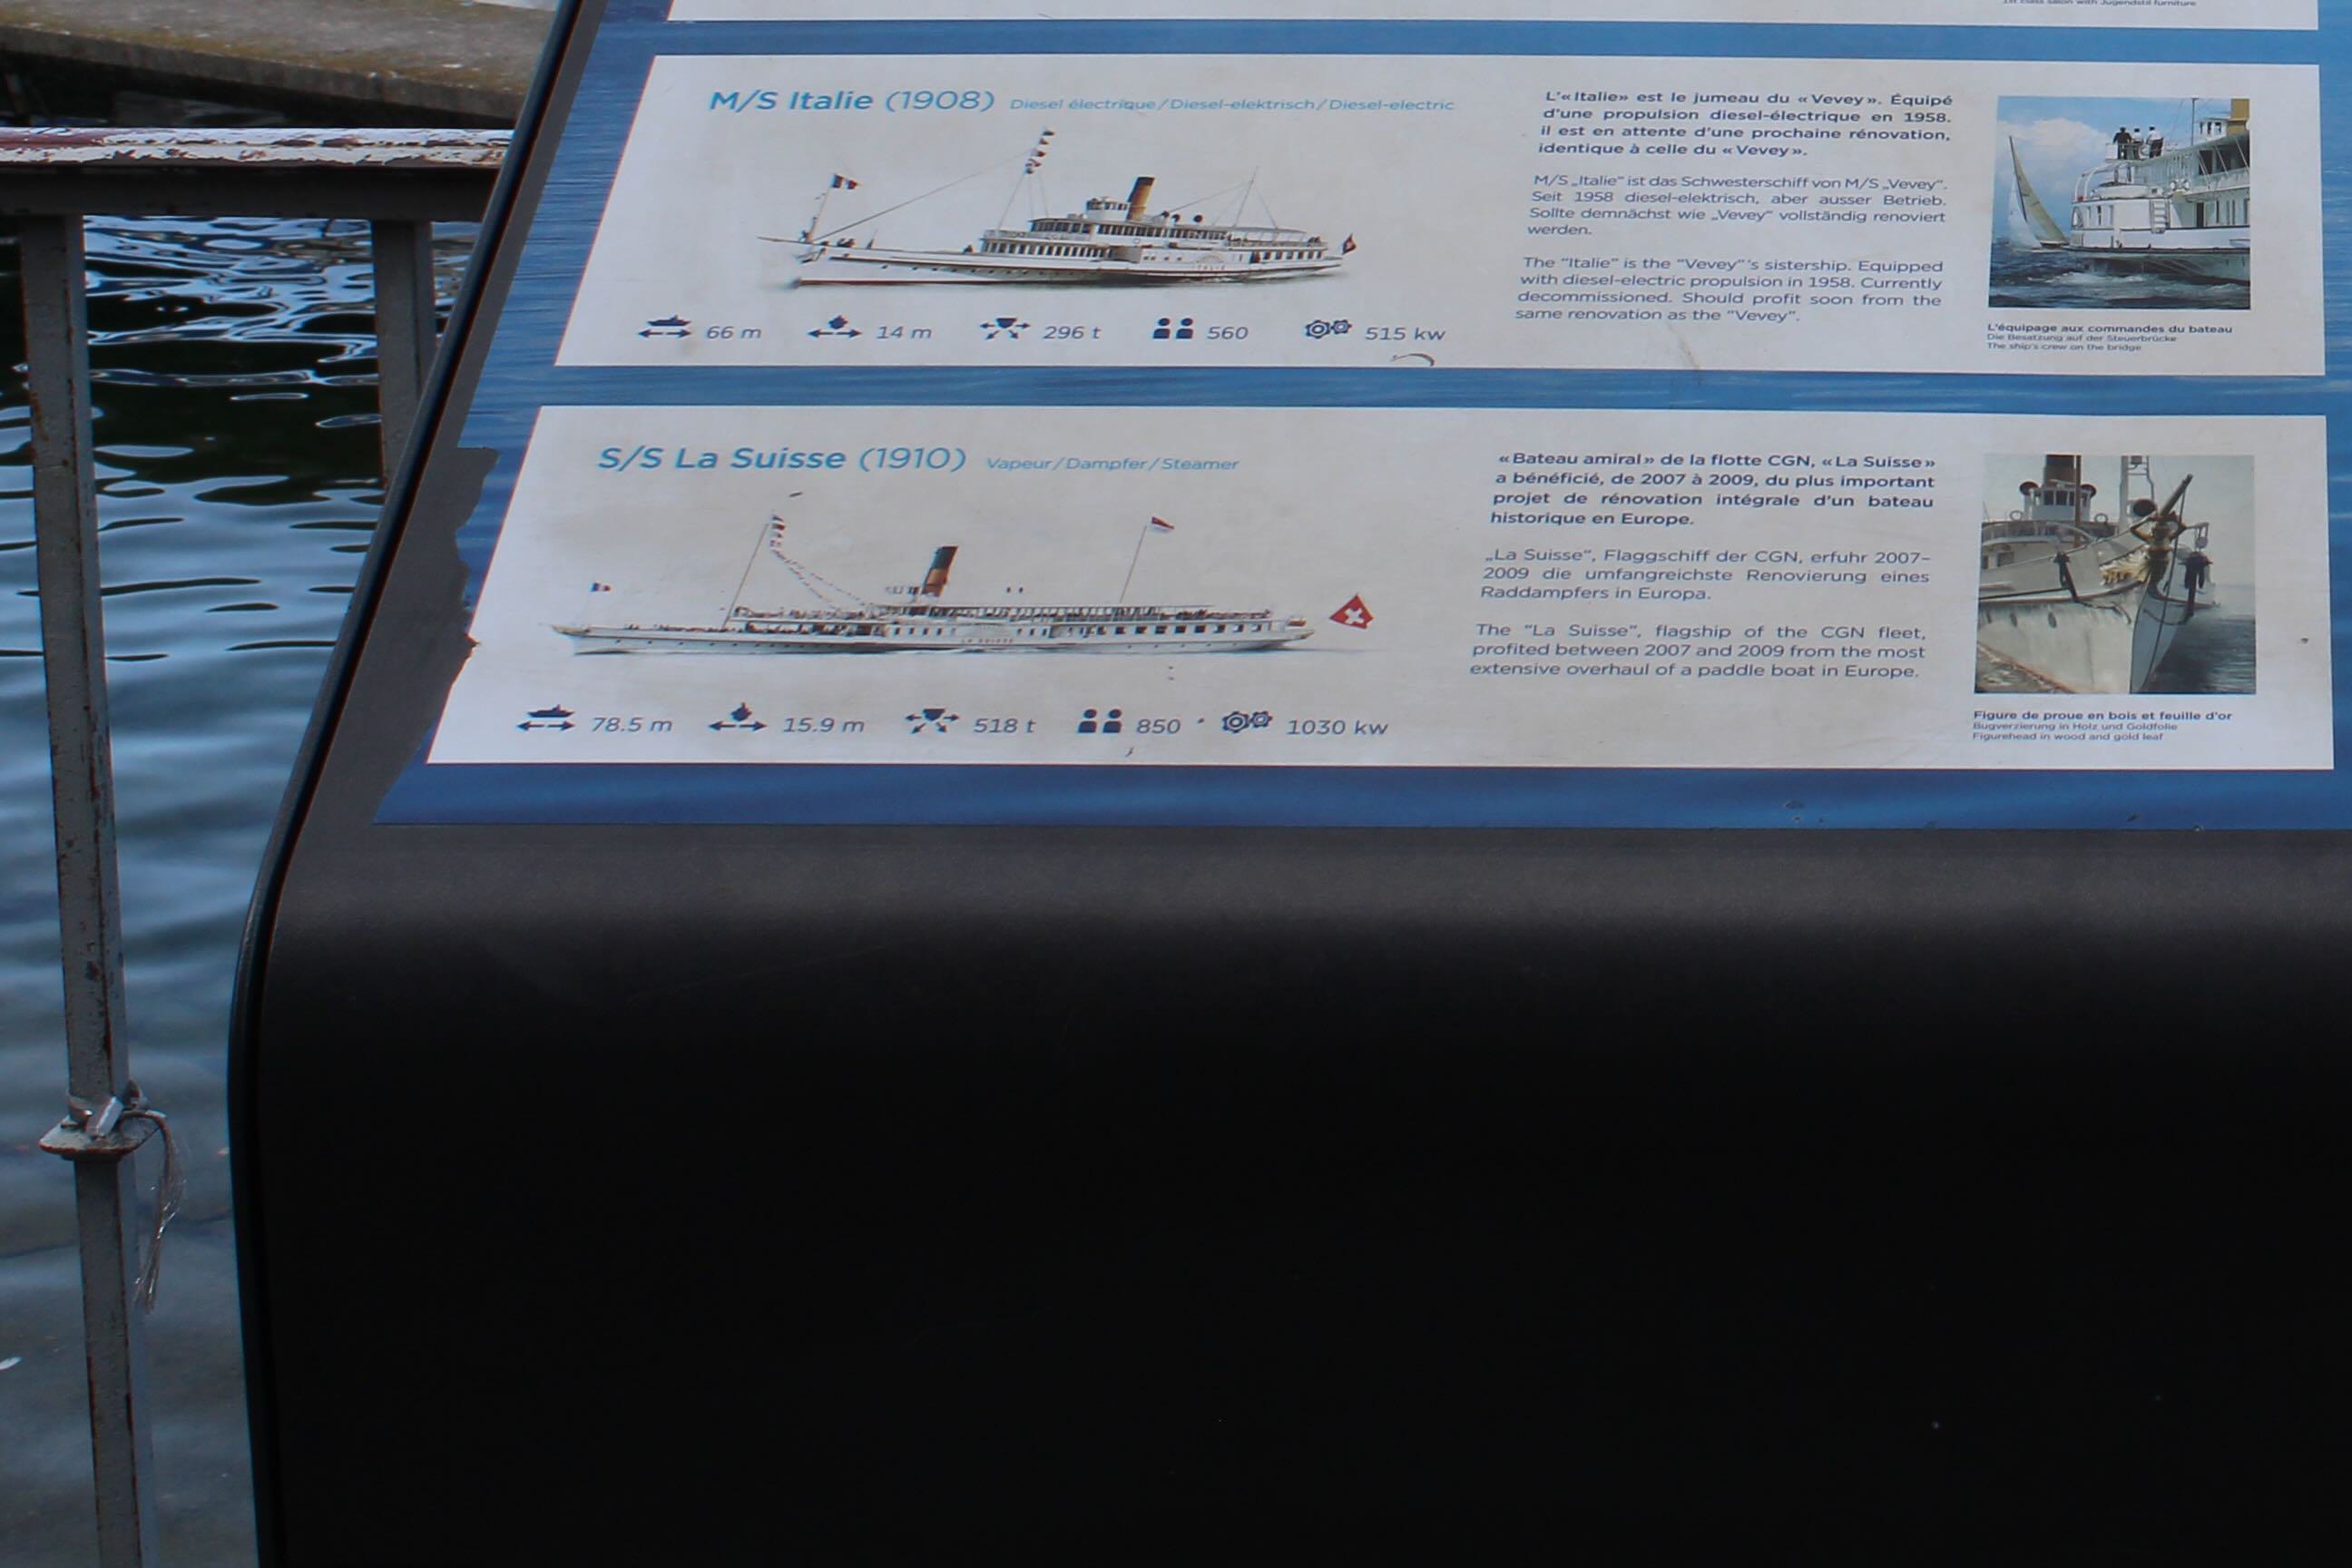 1st class salon with Jugendstil furniture
M/S Italie (1908) Diesel électrique/Diesel-elektrisch/Diesel-electric
66 m 14 m 296 t 560 515 kw
L'«Italie» est le jumeau du «Vevey». Équipé
d'une propulsion diesel-électrique en 1958.
il est en attente d'une prochaine rénovation,
identique à celle du «Vevey».
M/S „Italie“ ist das Schwesterschiff von M/S „Vevey“.
Seit 1958 diesel-elektrisch, aber ausser Betrieb.
Sollte demnächst wie „Vevey“ vollständig renoviert
werden.
The "Italie" is the "Vevey"'s sistership. Equipped
with diesel-electric propulsion in 1958. Currently
decommissioned. Should profit soon from the
same renovation as the "Vevey".
L'équipage aux commandes du bateau
Die Besatzung auf der Steuerbrücke
The ship's crew on the bridge
S/S La Suisse (1910) Vapeur/Dampfer/Steamer
LA SUISSE
78.5 m 15.9 m 518 t 850 1030 kw
«Bateau amiral» de la flotte CGN, «La Suisse»
a bénéficié, de 2007 à 2009, du plus important
projet de rénovation intégrale d'un bateau
historique en Europe.
„La Suisse“, Flaggschiff der CGN, erfuhr 2007–
2009 die umfangreichste Renovierung eines
Raddampfers in Europa.
The "La Suisse", flagship of the CGN fleet,
profited between 2007 and 2009 from the most
extensive overhaul of a paddle boat in Europe.
Figure de proue en bois et feuille d'or
Bugverzierung in Holz und Goldfolie
Figurehead in wood and gold leaf